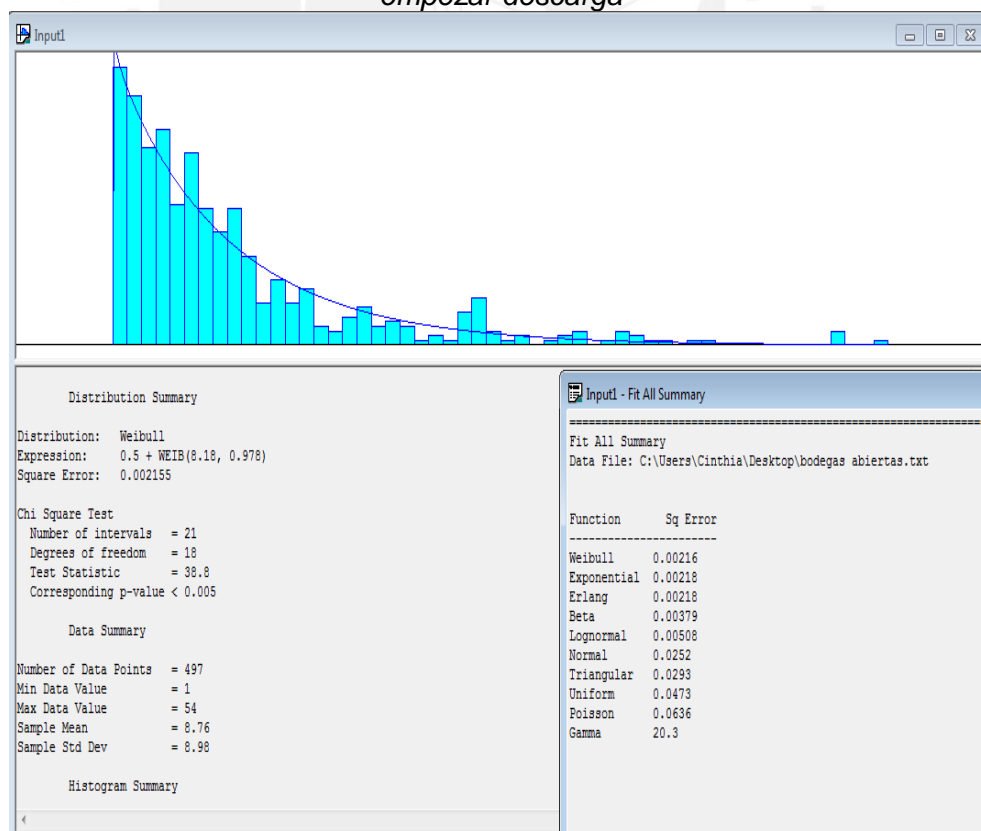 empozar descarga
Input1
Distribution Summary
Distribution: Weibull
Expression: 0.5 + WEIB(8.18, 0.978)
Square Error: 0.002155
Chi Square Test
Number of intervals = 21
Degrees of freedom = 18
Test Statistic = 38.8
Corresponding p-value < 0.005
Data Summary
Number of Data Points = 497
Min Data Value = 1
Max Data Value = 54
Sample Mean = 8.76
Sample Std Dev = 8.98
Histogram Summary
Input1 - Fit All Summary
Fit All Summary
Data File: C:\Users\Cinthia\Desktop\bodegas abiertas.txt
Function Sq Error
-----------------------
Weibull 0.00216
Exponential 0.00218
Erlang 0.00218
Beta 0.00379
Lognormal 0.00508
Normal 0.0252
Triangular 0.0293
Uniform 0.0473
Poisson 0.0636
Gamma 20.3